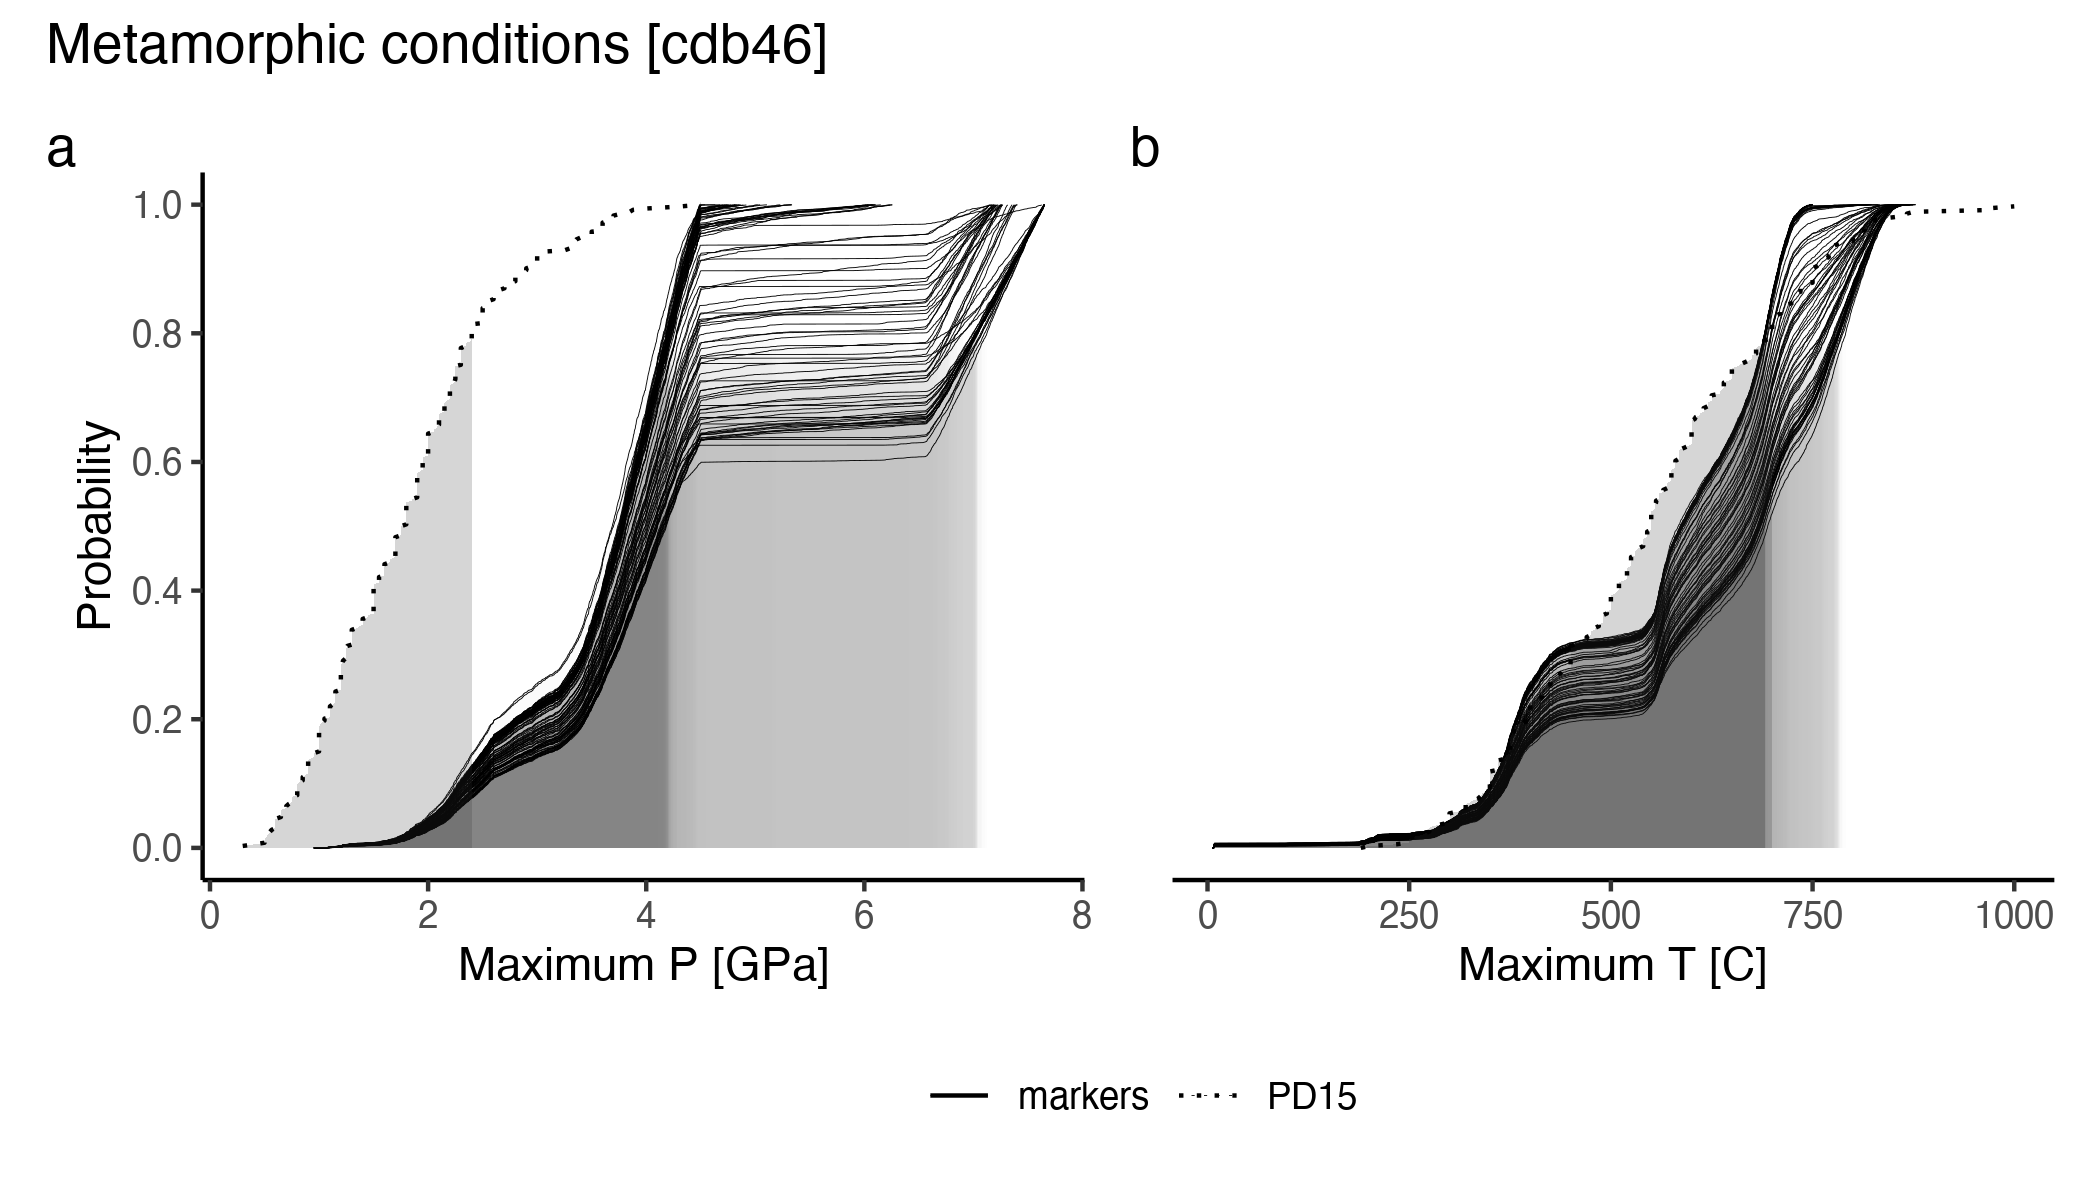 Metamorphic conditions [cdb46]
a
b
Probability
1.0
0.8
0.6
0.4
0.2
0.0
0 2 4 6 8
0 250 500 750 1000
Maximum P [GPa]
Maximum T [C]
markers PD15